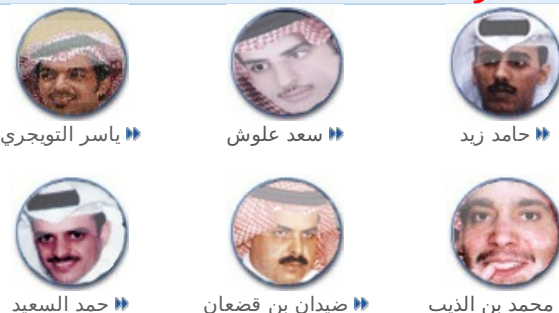 حامد زيد
سعد علوش
ياسر التويجري
محمد بن الذيب
ضيدان بن قضعان
حمد السعيد